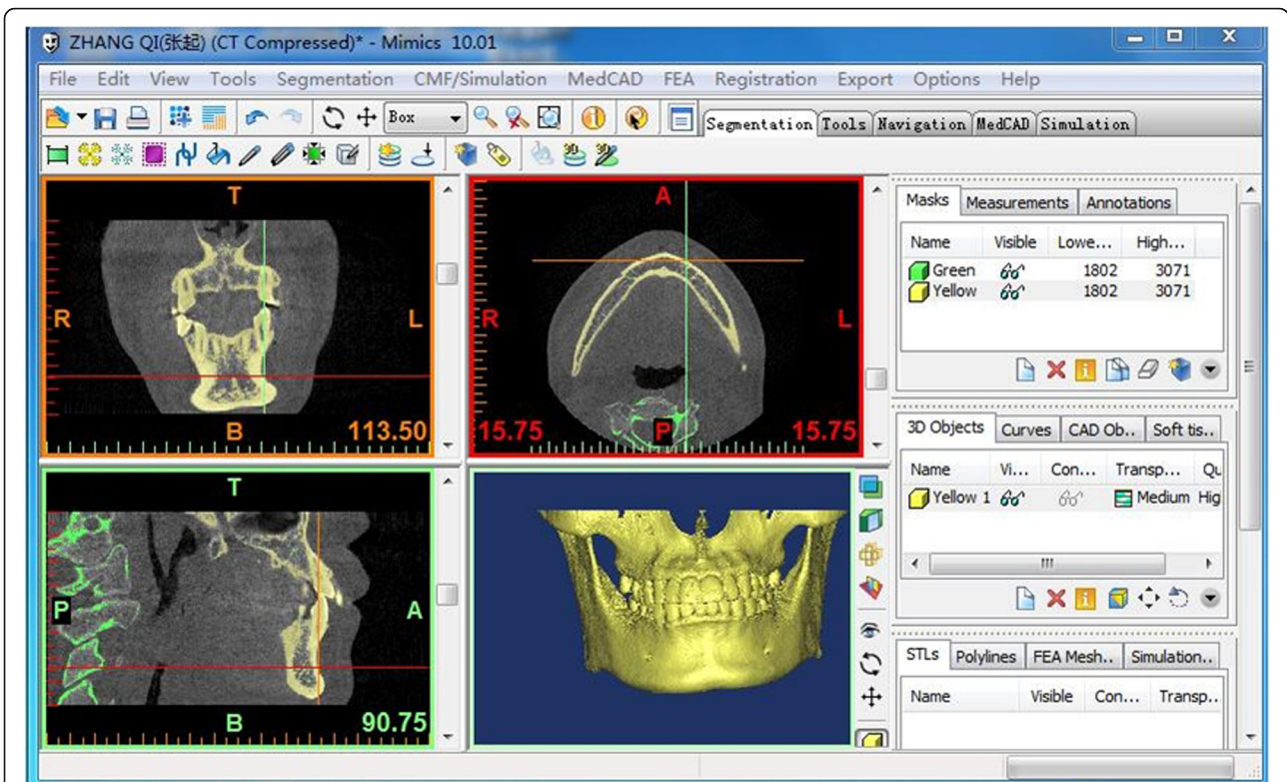 ZHANG QI(张起) (CT Compressed)* - Mimics 10.01
File Edit View Tools Segmentation CMF/Simulation MedCAD FEA Registration Export Options Help
Box
Segmentation Tools Navigation MedCAD Simulation
T
R
L
B
113.50
A
R
L
15.75
P
15.75
Masks Measurements Annotations
Name Visible Lowe... High...
Green 1802 3071
Yellow 1802 3071
T
P
A
B
90.75
3D Objects Curves CAD Ob.. Soft tis..
Name Vi... Con... Transp... Qu
Yellow 1 Medium Hig
STLs Polylines FEA Mesh.. Simulation..
Name Visible Con... Transp..